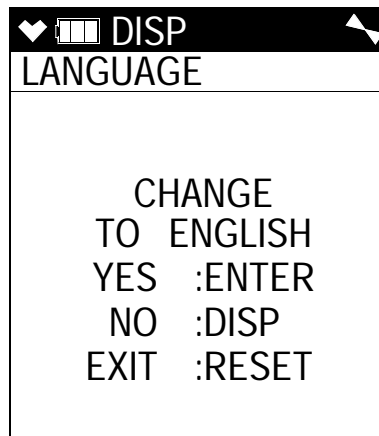 DISP
LANGUAGE
CHANGE
TO ENGLISH
YES :ENTER
NO :DISP
EXIT :RESET